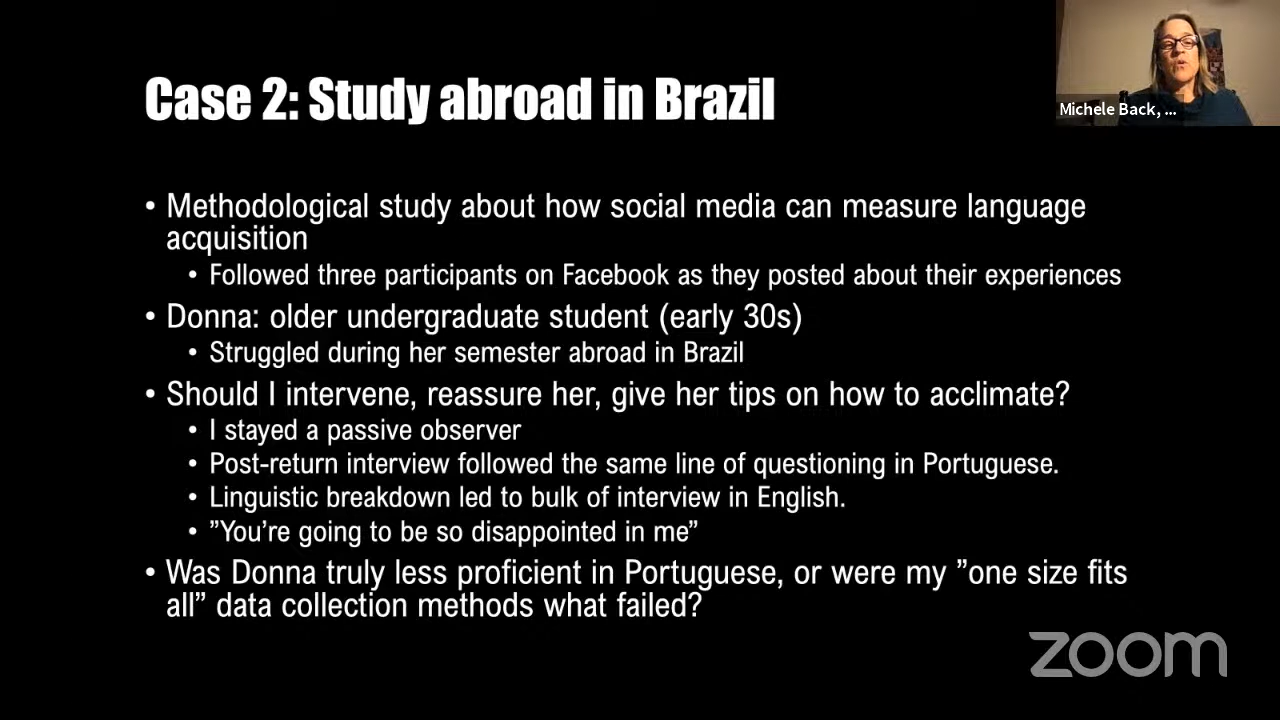 Case 2: Study abroad in Brazil
Michele Back, ...
• Methodological study about how social media can measure language
acquisition
• Followed three participants on Facebook as they posted about their experiences
• Donna: older undergraduate student (early 30s)
• Struggled during her semester abroad in Brazil
• Should I intervene, reassure her, give her tips on how to acclimate?
• I stayed a passive observer
• Post-return interview followed the same line of questioning in Portuguese.
• Linguistic breakdown led to bulk of interview in English.
• ”You’re going to be so disappointed in me”
• Was Donna truly less proficient in Portuguese, or were my ”one size fits
all” data collection methods what failed?
zoom